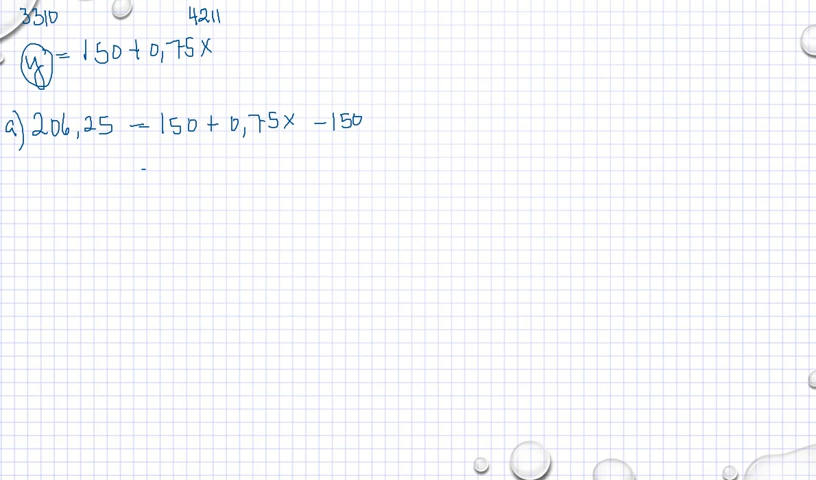 3310 4211
y = 150 + 0,75x
a) 206,25 = 150 + 0,75x - 150